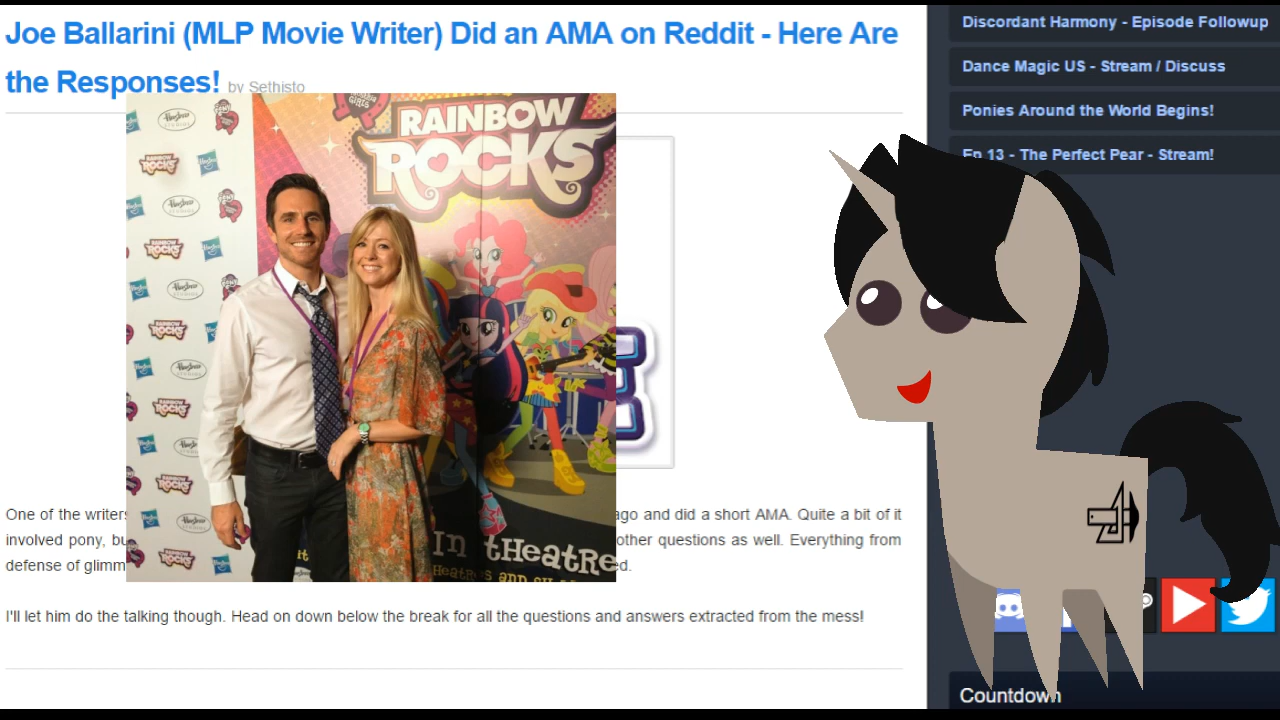 Joe Ballarini (MLP Movie Writer) Did an AMA on Reddit - Here Are
the Responses! by Sethisto
RAINBOW
ROCKS
In theatre
One of the writers
ago and did a short AMA. Quite a bit of it
involved pony, bu
other questions as well. Everything from
defense of glimm
ed.
I'll let him do the talking though. Head on down below the break for all the questions and answers extracted from the mess!
Discordant Harmony - Episode Followup
Dance Magic US - Stream / Discuss
Ponies Around the World Begins!
Ep 13 - The Perfect Pear - Stream!
Countdown